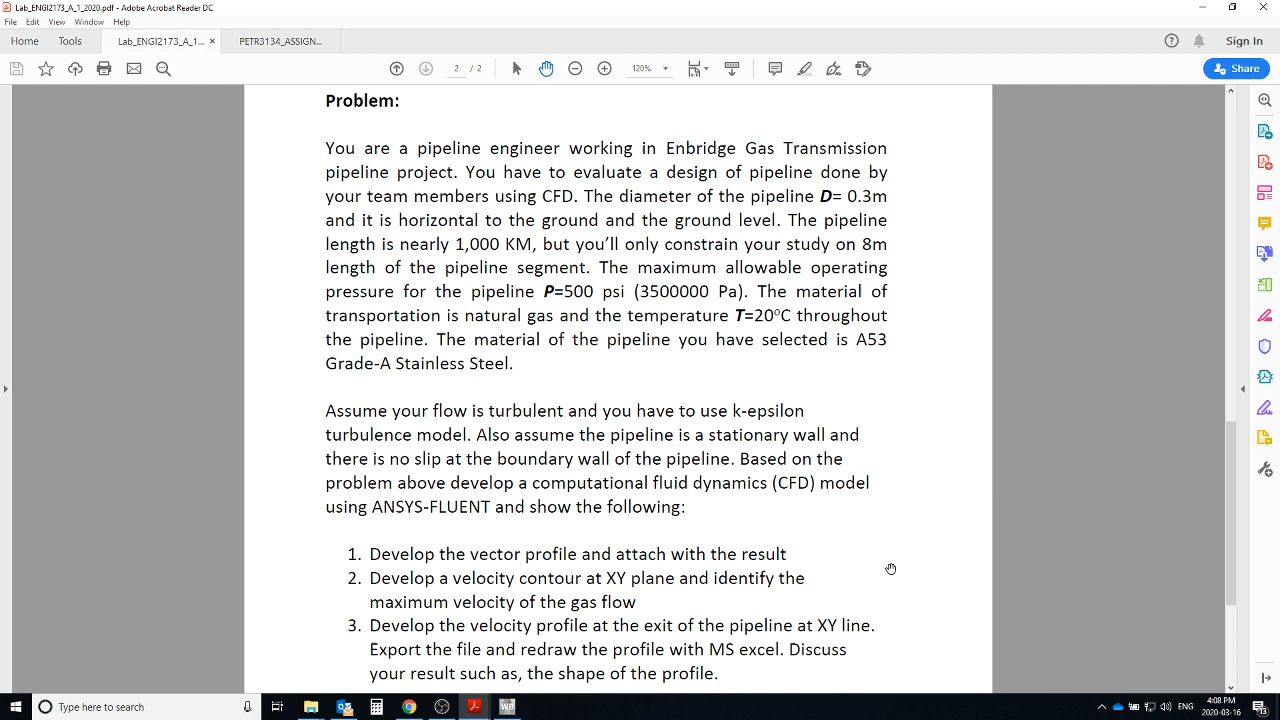 Lab_ENGI2173_A_1_2020.pdf - Adobe Acrobat Reader DC
File Edit View Window Help
Home Tools Lab_ENGI2173_A_1... × PETR3134_ASSIGN... Sign In
2 / 2 120% Share
Problem:
You are a pipeline engineer working in Enbridge Gas Transmission
pipeline project. You have to evaluate a design of pipeline done by
your team members using CFD. The diameter of the pipeline D= 0.3m
and it is horizontal to the ground and the ground level. The pipeline
length is nearly 1,000 KM, but you'll only constrain your study on 8m
length of the pipeline segment. The maximum allowable operating
pressure for the pipeline P=500 psi (3500000 Pa). The material of
transportation is natural gas and the temperature T=20°C throughout
the pipeline. The material of the pipeline you have selected is A53
Grade-A Stainless Steel.
Assume your flow is turbulent and you have to use k-epsilon
turbulence model. Also assume the pipeline is a stationary wall and
there is no slip at the boundary wall of the pipeline. Based on the
problem above develop a computational fluid dynamics (CFD) model
using ANSYS-FLUENT and show the following:
1. Develop the vector profile and attach with the result
2. Develop a velocity contour at XY plane and identify the
maximum velocity of the gas flow
3. Develop the velocity profile at the exit of the pipeline at XY line.
Export the file and redraw the profile with MS excel. Discuss
your result such as, the shape of the profile.
Type here to search
ENG
4:08 PM
2020-03-16
13
WB